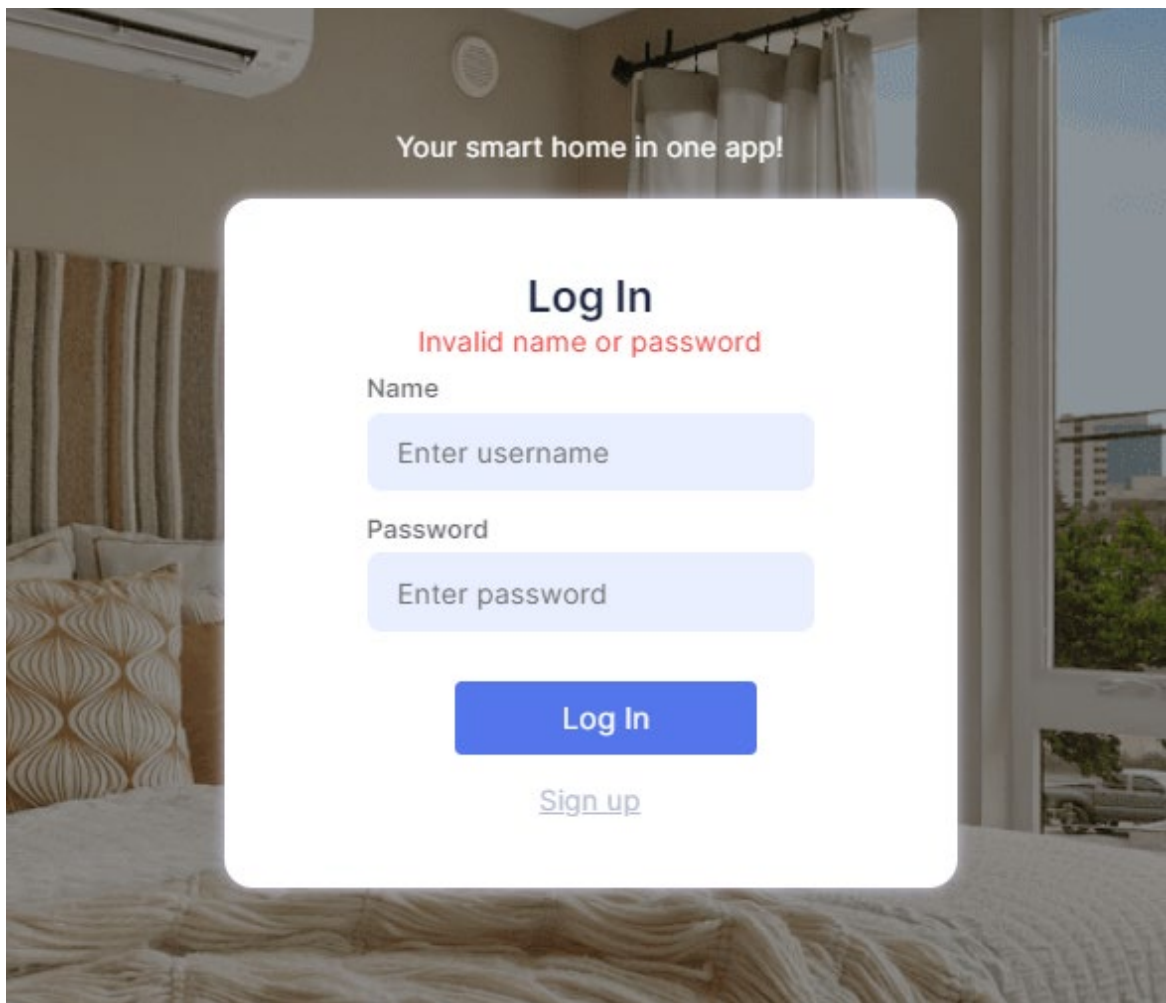 Your smart home in one app!
Log In
Invalid name or password
Name
Enter username
Password
Enter password
Log In
Sign up